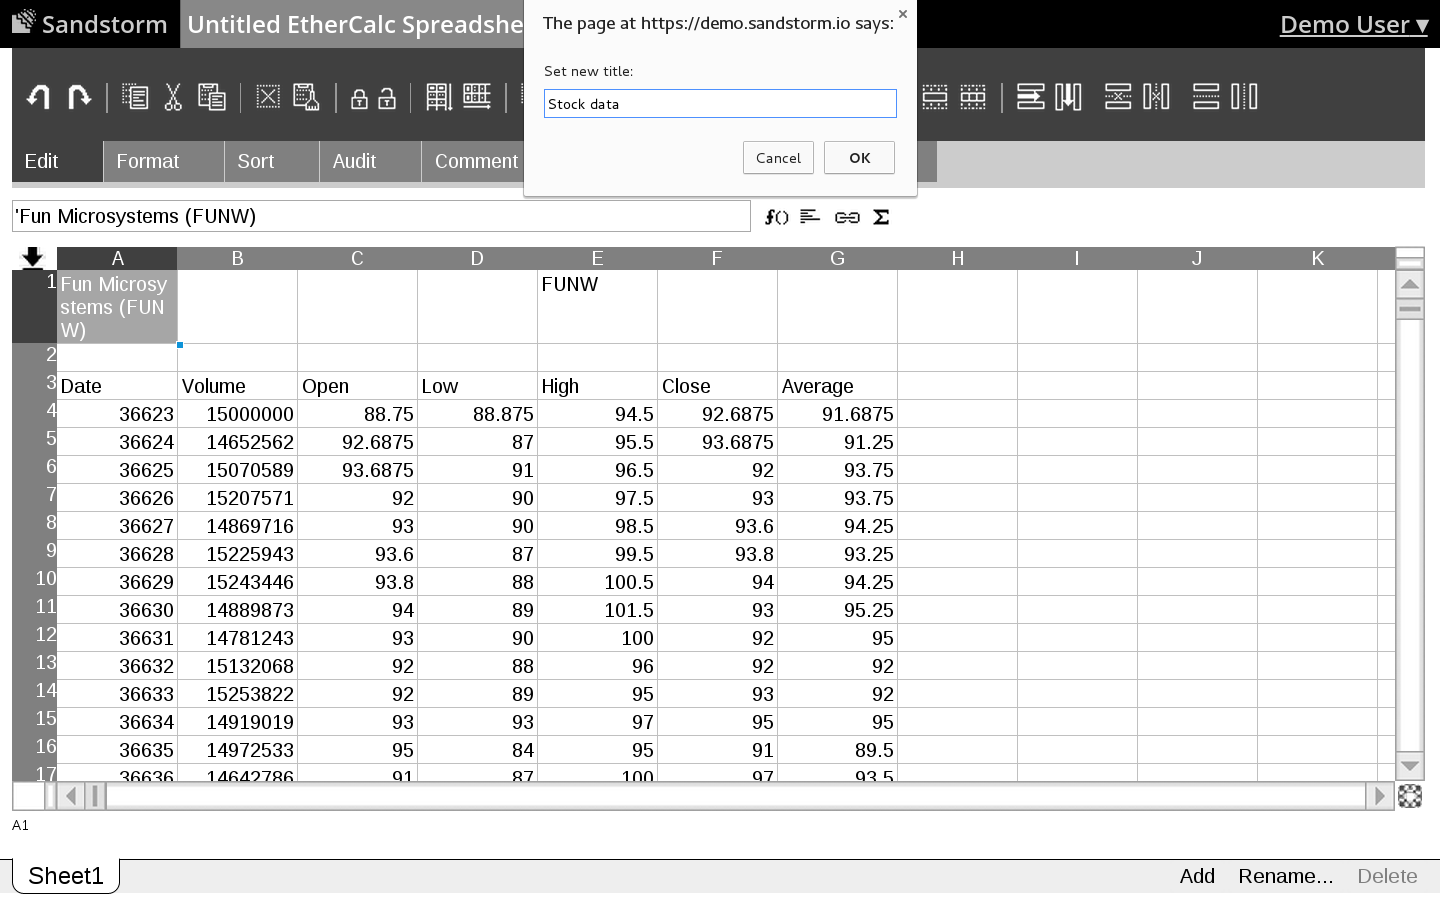 Sandstorm
Untitled EtherCalc Spreadshe
Demo User ▾
The page at https://demo.sandstorm.io says:
Set new title:
Stock data
Cancel OK
Edit Format Sort Audit Comment
'Fun Microsystems (FUNW)
A B C D E F G H I J K
1 Fun Microsystems (FUNW) FUNW
2
3 Date Volume Open Low High Close Average
4 36623 15000000 88.75 88.875 94.5 92.6875 91.6875
5 36624 14652562 92.6875 87 95.5 93.6875 91.25
6 36625 15070589 93.6875 91 96.5 92 93.75
7 36626 15207571 92 90 97.5 93 93.75
8 36627 14869716 93 90 98.5 93.6 94.25
9 36628 15225943 93.6 87 99.5 93.8 93.25
10 36629 15243446 93.8 88 100.5 94 94.25
11 36630 14889873 94 89 101.5 93 95.25
12 36631 14781243 93 90 100 92 95
13 36632 15132068 92 88 96 92 92
14 36633 15253822 92 89 95 93 92
15 36634 14919019 93 93 97 95 95
16 36635 14972533 95 84 95 91 89.5
17 36636 14642786 91 87 100 97 93.5
A1
Sheet1
Add Rename... Delete